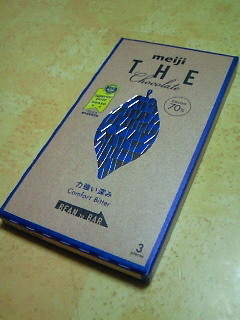 meiji
THE
Chocolate
70%
力強い深み
Comfort Bitter
BEAN to BAR
3